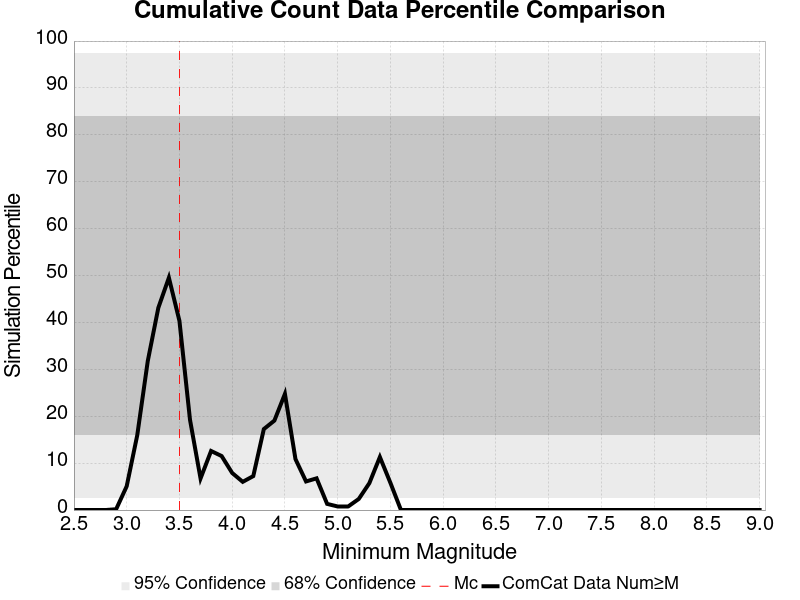 Cumulative Count Data Percentile Comparison
100
90
80
70
60
50
40
30
20
10
0
Simulation Percentile
2.5 3.0 3.5 4.0 4.5 5.0 5.5 6.0 6.5 7.0 7.5 8.0 8.5 9.0
Minimum Magnitude
95% Confidence 68% Confidence Mc ComCat Data Num≥M